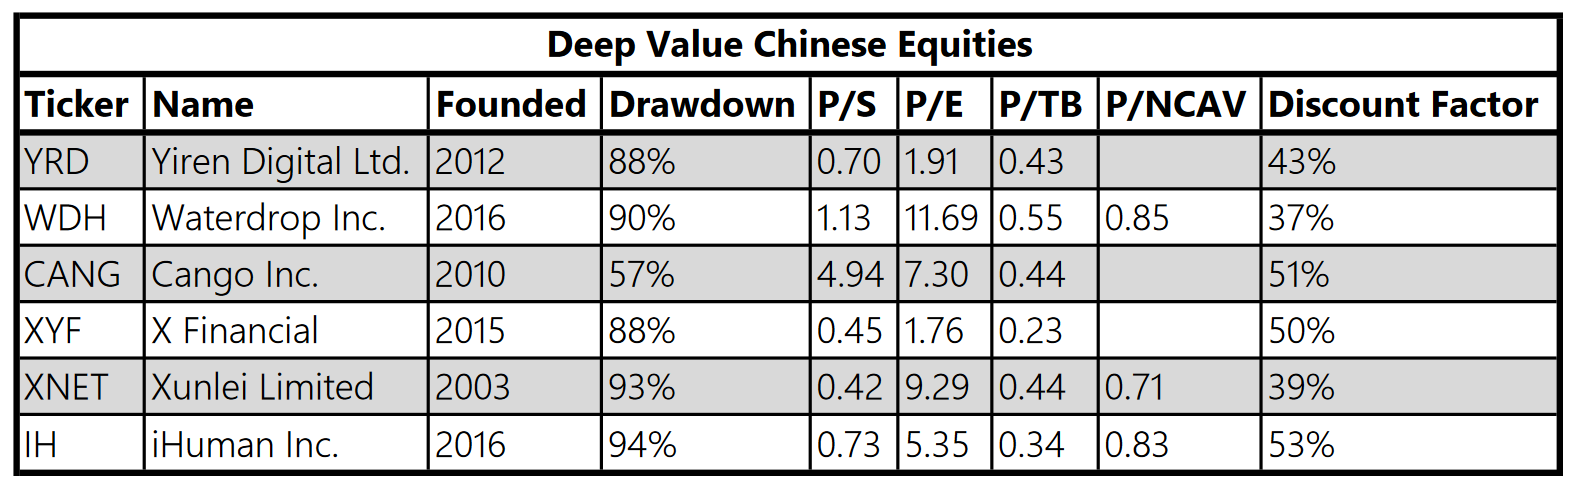 Deep Value Chinese Equities
Ticker Name Founded Drawdown P/S P/E P/TB P/NCAV Discount Factor
YRD Yiren Digital Ltd. 2012 88% 0.70 1.91 0.43 43%
WDH Waterdrop Inc. 2016 90% 1.13 11.69 0.55 0.85 37%
CANG Cango Inc. 2010 57% 4.94 7.30 0.44 51%
XYF X Financial 2015 88% 0.45 1.76 0.23 50%
XNET Xunlei Limited 2003 93% 0.42 9.29 0.44 0.71 39%
IH iHuman Inc. 2016 94% 0.73 5.35 0.34 0.83 53%